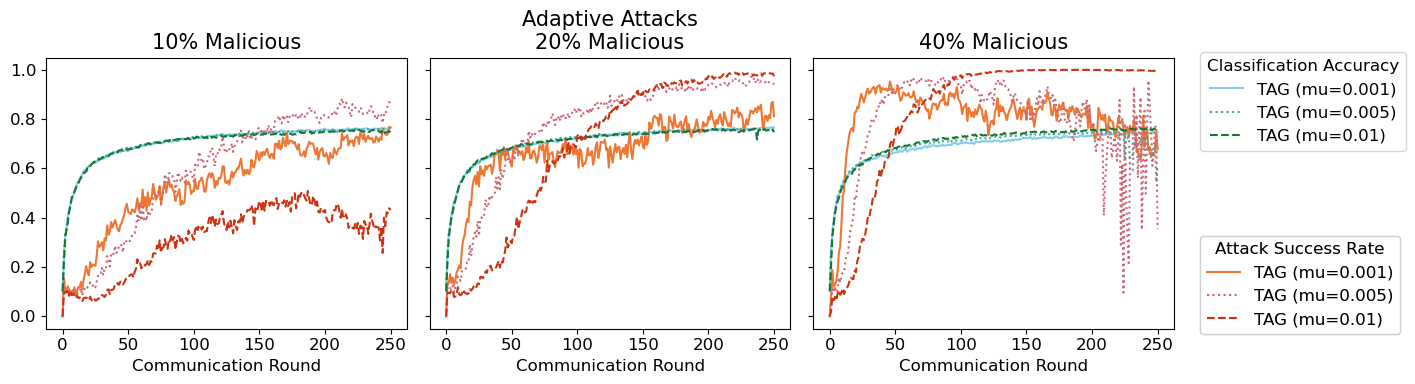 Adaptive Attacks
10% Malicious
20% Malicious
40% Malicious
1.0
0.8
0.6
0.4
0.2
0.0
0 50 100 150 200 250
0 50 100 150 200 250
0 50 100 150 200 250
Communication Round
Communication Round
Communication Round
Classification Accuracy
TAG (mu=0.001)
TAG (mu=0.005)
TAG (mu=0.01)
Attack Success Rate
TAG (mu=0.001)
TAG (mu=0.005)
TAG (mu=0.01)